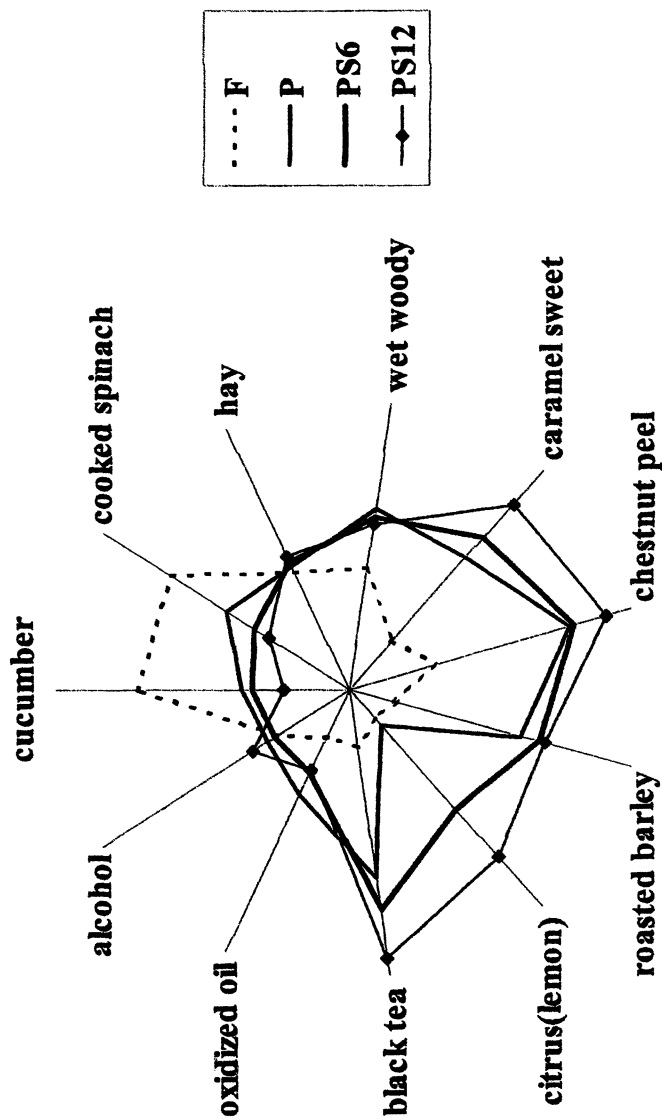 cucumber
cooked spinach
hay
wet woody
caramel sweet
chestnut peel
roasted barley
citrus(lemon)
black tea
oxidized oil
alcohol
F
P
PS6
PS12